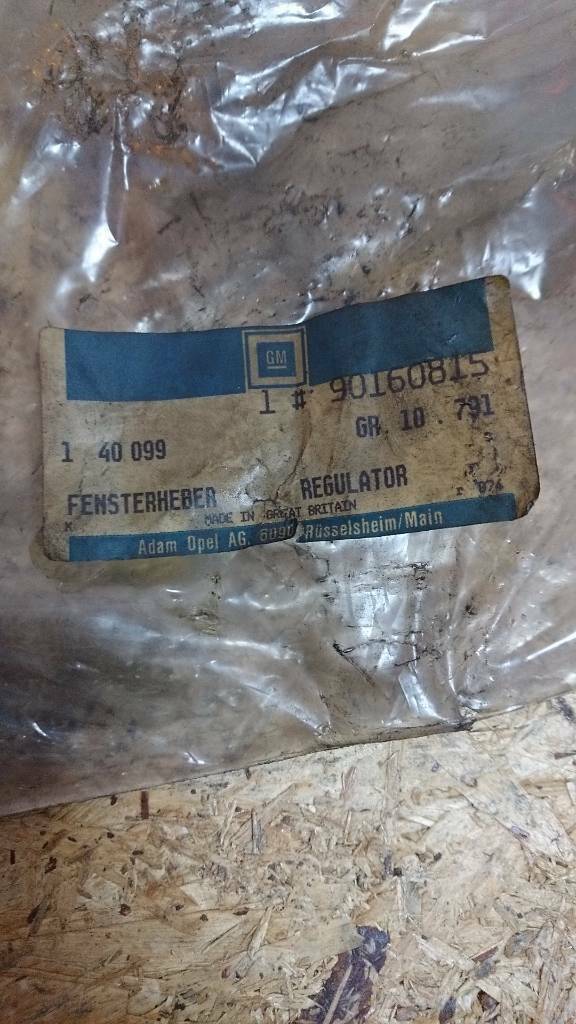 GM
1 # 90160815
GR 10 791
1 40 099
FENSTERHEBER REGULATOR
K MADE IN GREAT BRITAIN
Adam Opel AG, 6090 Rüsselsheim/Main